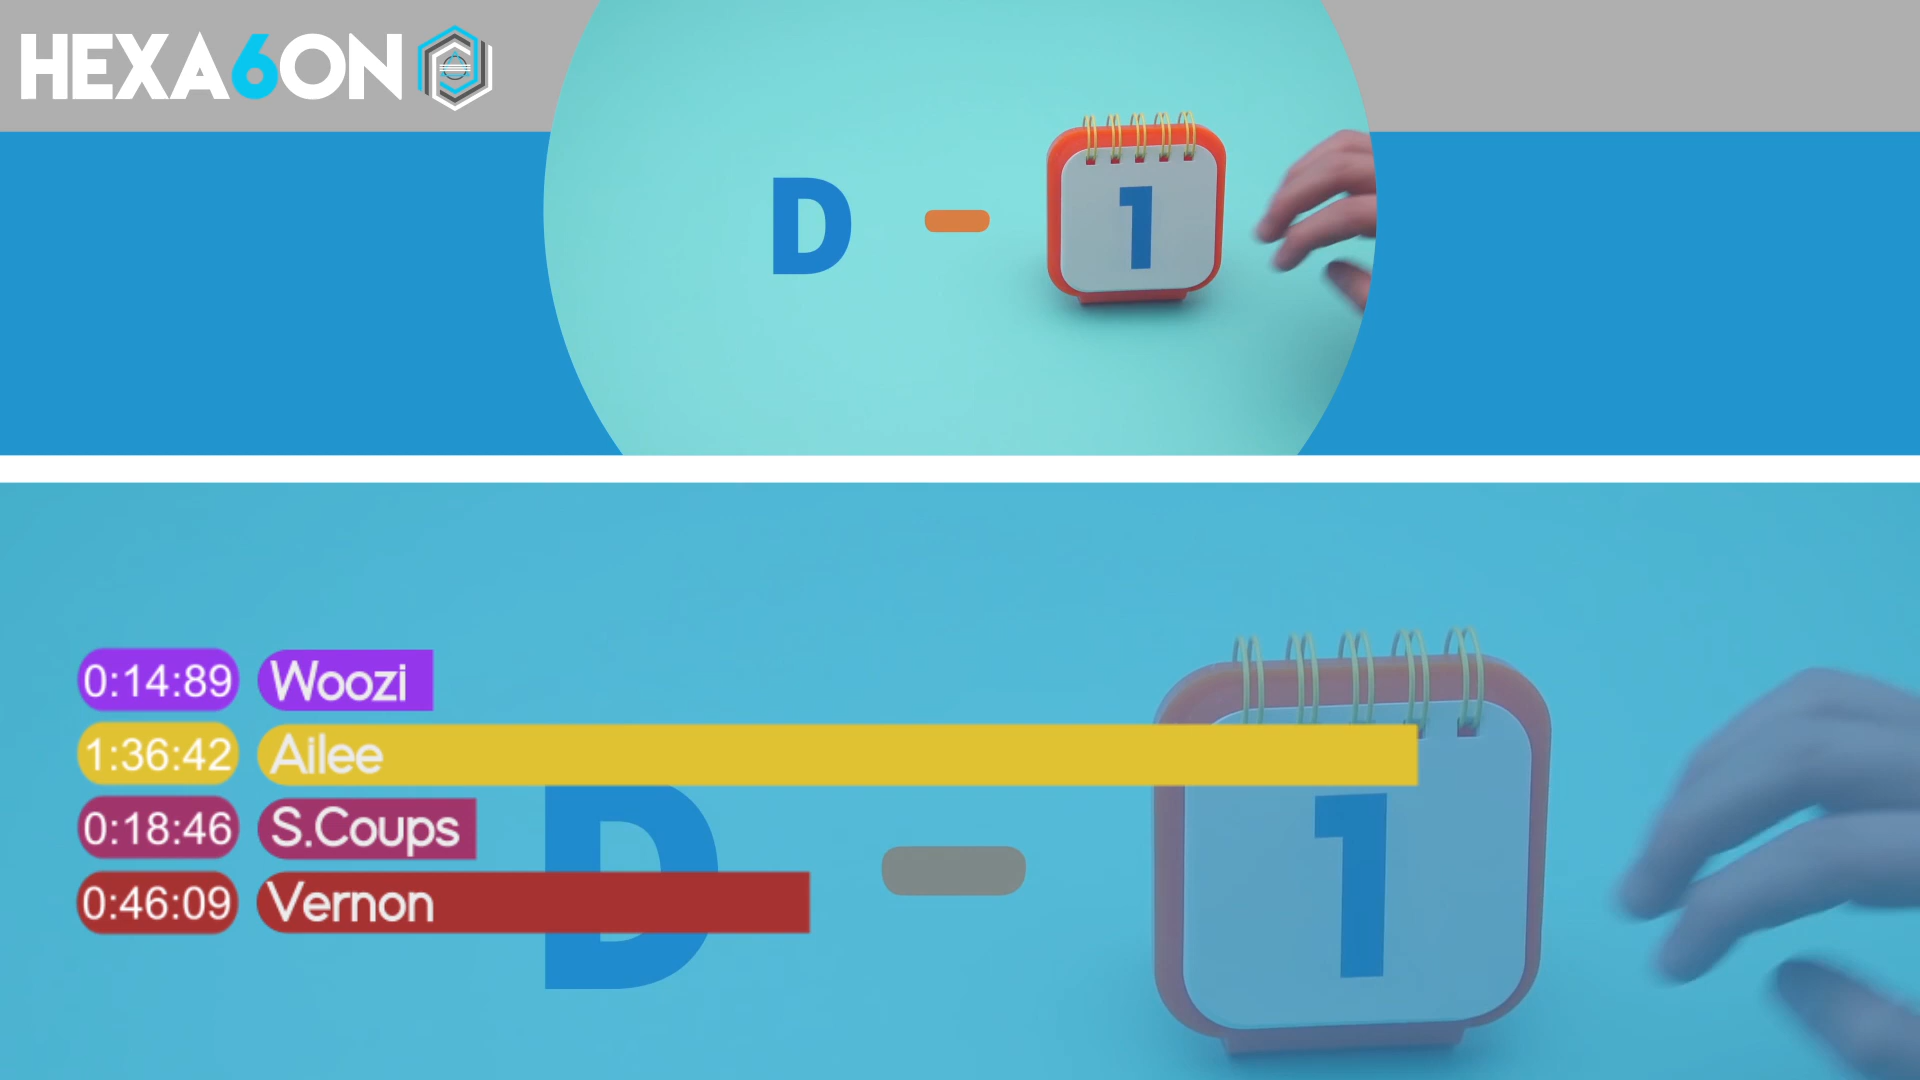 HEXA6ON
D - 1
0:14:89 Woozi
1:36:42 Ailee
0:18:46 S.Coups
0:46:09 Vernon
D - 1